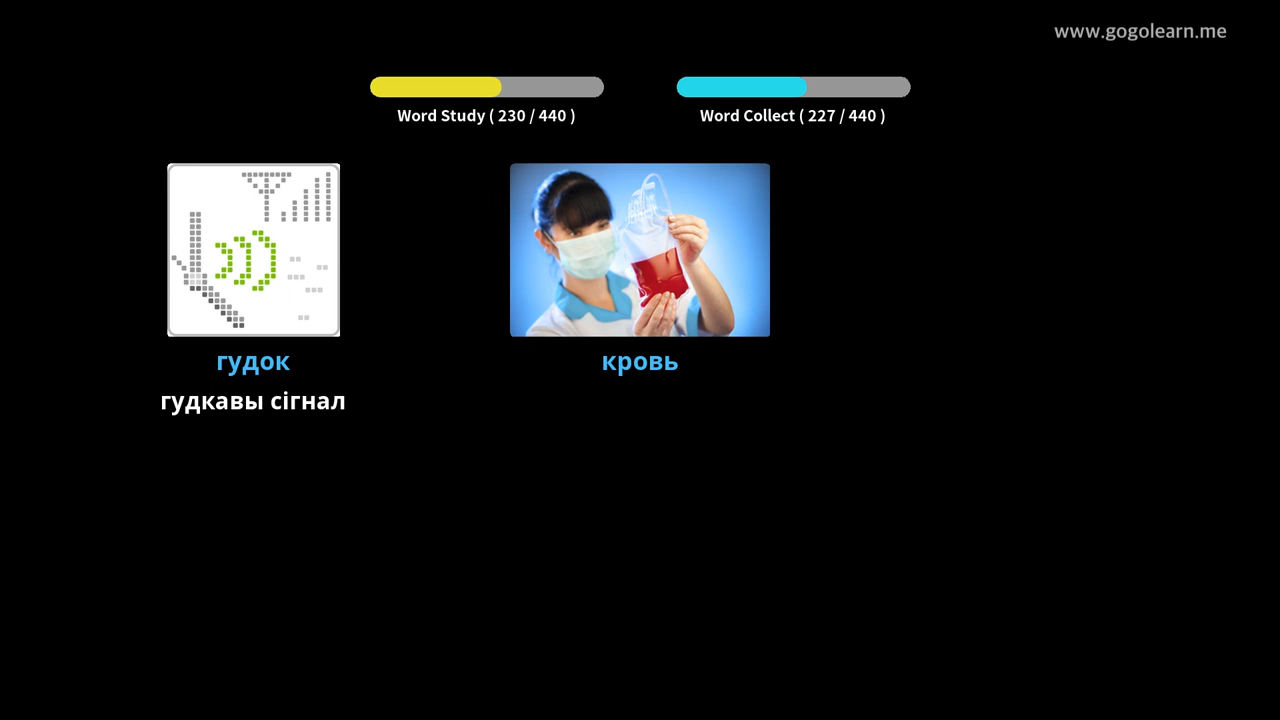 www.gogolearn.me
Word Study ( 230 / 440 )
Word Collect ( 227 / 440 )
гудок
кровь
гудкавы сігнал